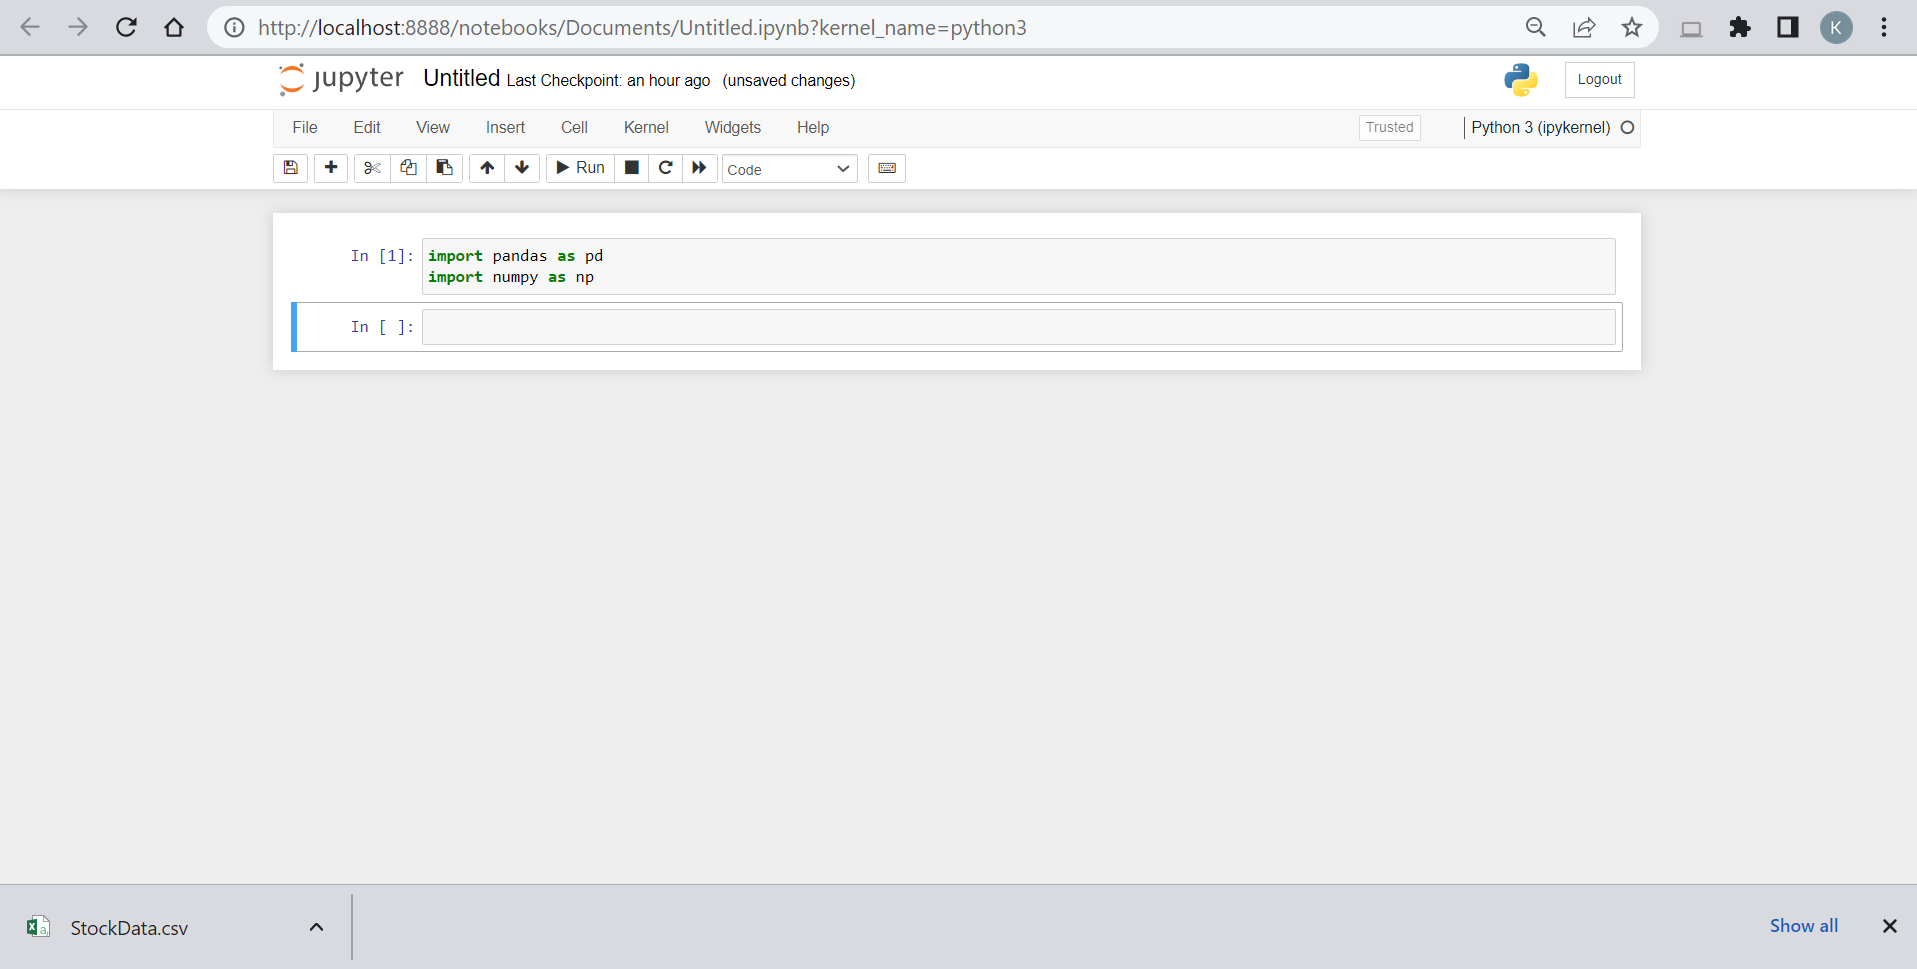 http://localhost:8888/notebooks/Documents/Untitled.ipynb?kernel_name=python3
K
jupyter Untitled Last Checkpoint: an hour ago (unsaved changes)
Logout
File Edit View Insert Cell Kernel Widgets Help
Trusted
Python 3 (ipykernel)
Run
Code
In [1]: import pandas as pd
import numpy as np
In [ ]:
StockData.csv
Show all